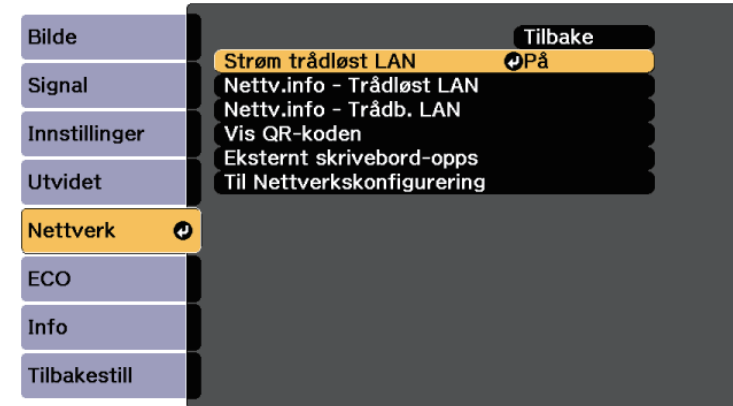 Bilde
Signal
Innstillinger
Utvidet
Nettverk
ECO
Info
Tilbakestill
Tilbake
Strøm trådløst LAN På
Nettv.info - Trådløst LAN
Nettv.info - Trådb. LAN
Vis QR-koden
Eksternt skrivebord-opps
Til Nettverkskonfigurering